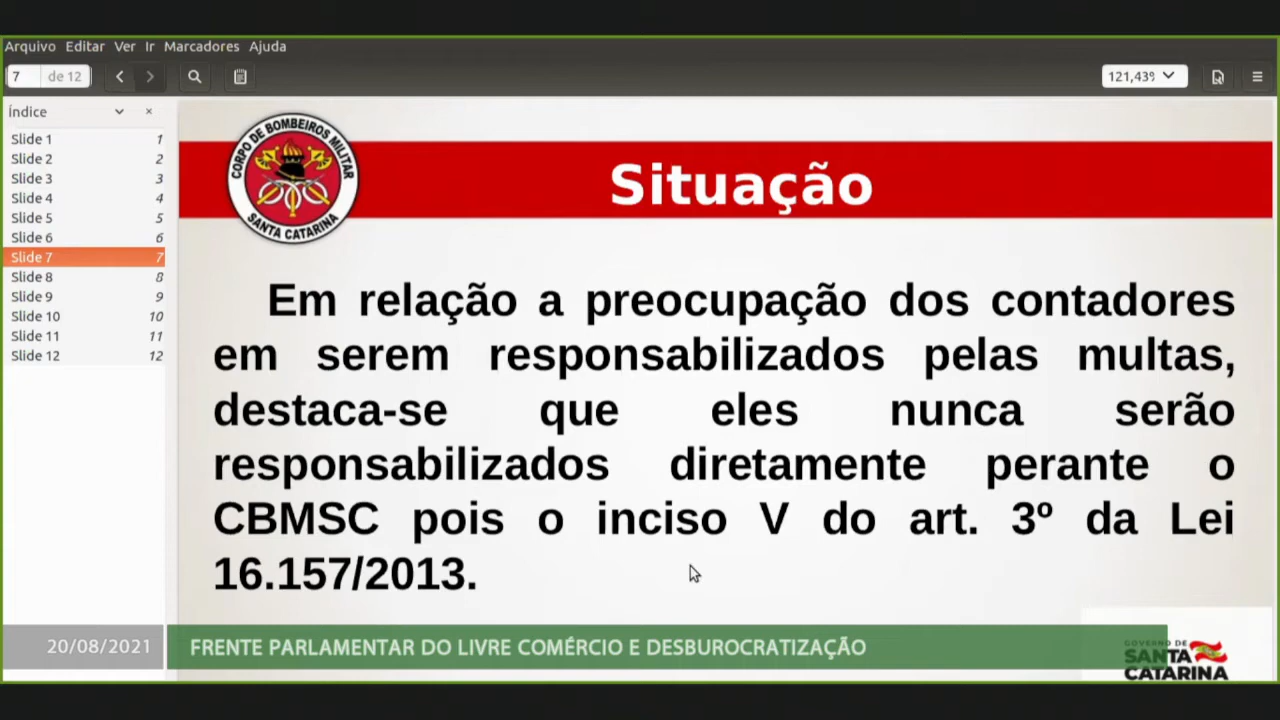 Arquivo Editar Ver Ir Marcadores Ajuda
7 de 12
121,43%
Índice
Slide 1 1
Slide 2 2
Slide 3 3
Slide 4 4
Slide 5 5
Slide 6 6
Slide 7 7
Slide 8 8
Slide 9 9
Slide 10 10
Slide 11 11
Slide 12 12
CORPO DE BOMBEIROS MILITAR
SANTA CATARINA
Situação
Em relação a preocupação dos contadores
em serem responsabilizados pelas multas,
destaca-se que eles nunca serão
responsabilizados diretamente perante o
CBMSC pois o inciso V do art. 3º da Lei
16.157/2013.
20/08/2021
FRENTE PARLAMENTAR DO LIVRE COMÉRCIO E DESBUROCRATIZAÇÃO
GOVERNO DE
SANTA
CATARINA